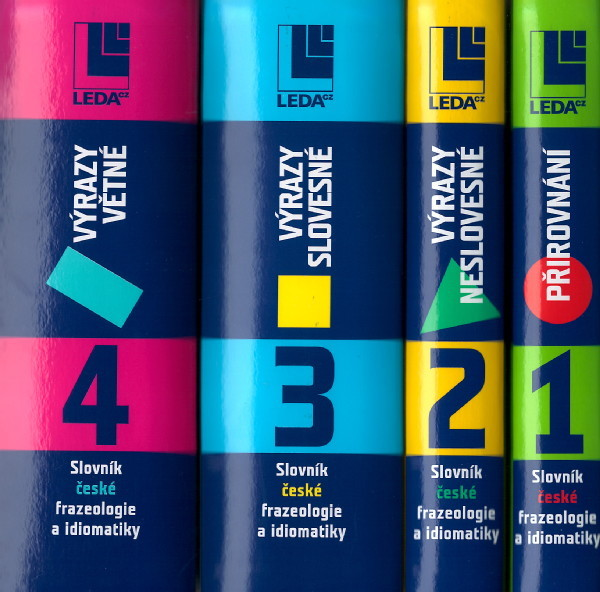 LEDA cz
VÝRAZY
VĚTNÉ
4
Slovník
české
frazeologie
a idiomatiky
LEDA cz
VÝRAZY
SLOVESNÉ
3
Slovník
české
frazeologie
a idiomatiky
LEDA cz
VÝRAZY
NESLOVESNÉ
2
Slovník
české
frazeologie
a idiomatiky
LEDA cz
PŘIROVNÁNÍ
1
Slovník
české
frazeologie
a idiomatiky